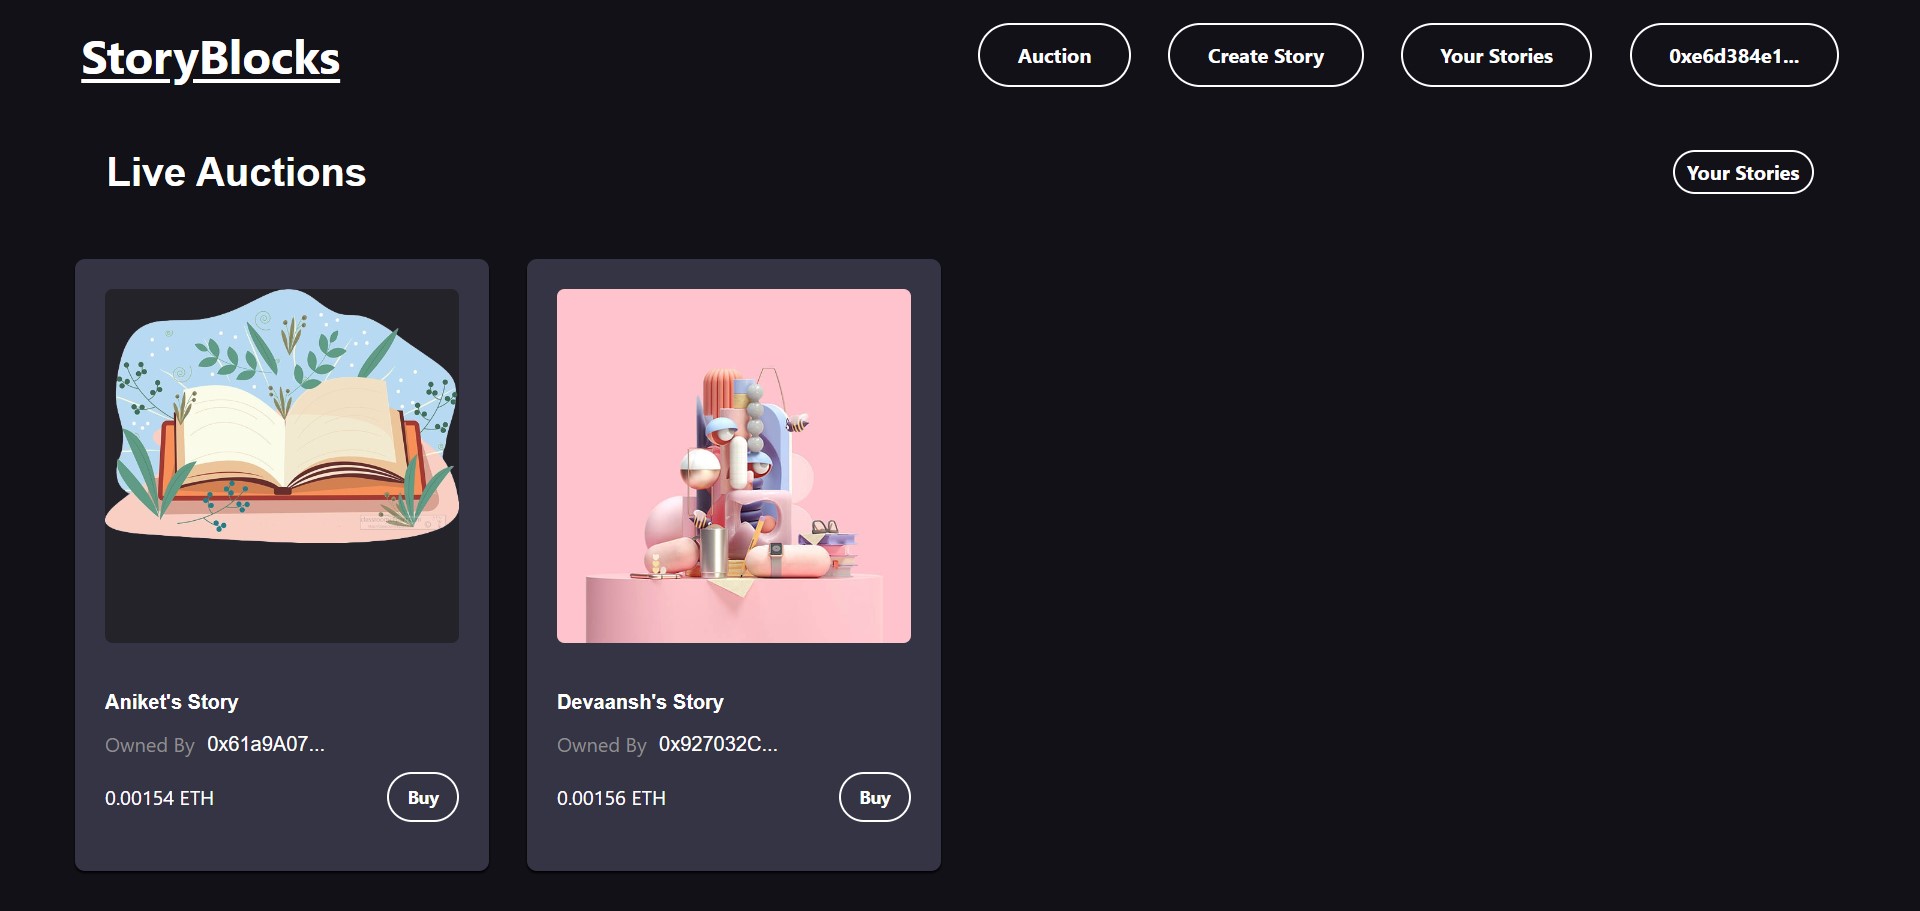 StoryBlocks
Auction
Create Story
Your Stories
0xe6d384e1...
Live Auctions
Your Stories
Aniket's Story
Owned By 0x61a9A07...
0.00154 ETH
Buy
Devaansh's Story
Owned By 0x927032C...
0.00156 ETH
Buy